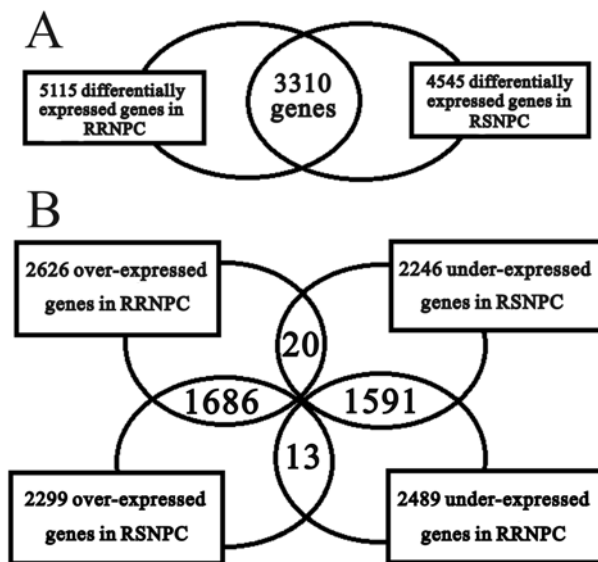 A
5115 differentially
expressed genes in
RRNPC
3310
genes
4545 differentially
expressed genes in
RSNPC
B
2626 over-expressed
genes in RRNPC
2246 under-expressed
genes in RSNPC
20
1686
1591
13
2299 over-expressed
genes in RSNPC
2489 under-expressed
genes in RRNPC